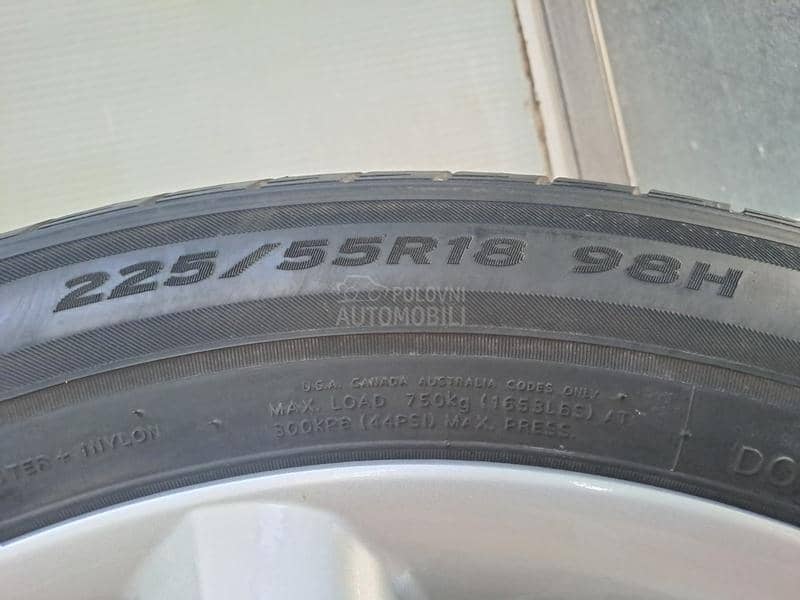 225/55R18 98H
POLOVNI
AUTOMOBILI
U.S.A. CANADA AUSTRALIA CODES ONLY
MAX. LOAD 750kg (1653LBS) AT
300kPa (44PSI) MAX. PRESS.
+ NYLON